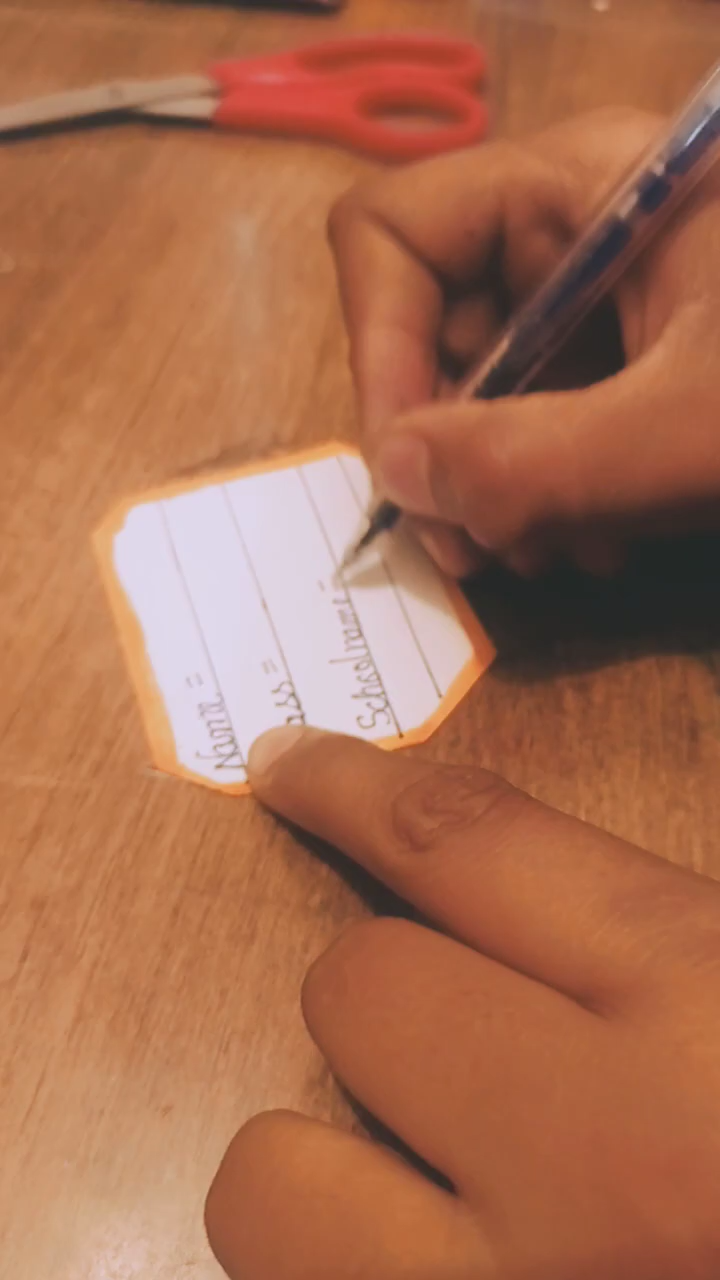 Name =
ass =
Schoolname =